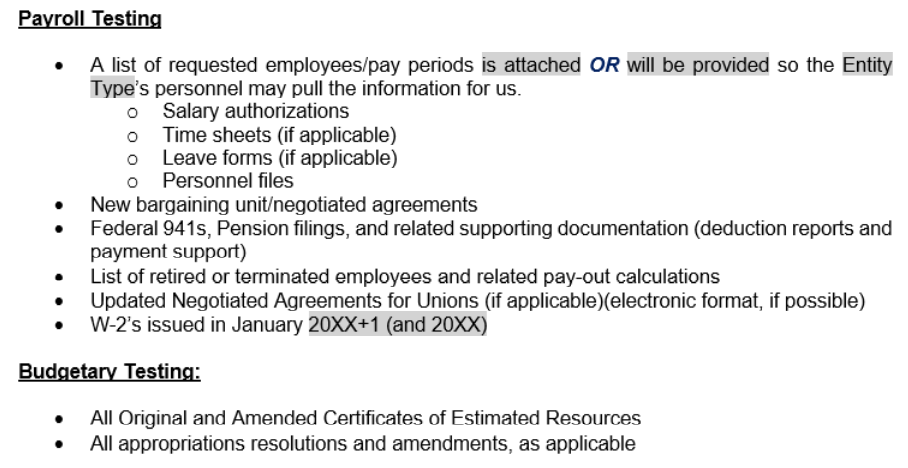 Payroll Testing
• A list of requested employees/pay periods is attached OR will be provided so the Entity
Type's personnel may pull the information for us.
o Salary authorizations
o Time sheets (if applicable)
o Leave forms (if applicable)
o Personnel files
• New bargaining unit/negotiated agreements
• Federal 941s, Pension filings, and related supporting documentation (deduction reports and
payment support)
• List of retired or terminated employees and related pay-out calculations
• Updated Negotiated Agreements for Unions (if applicable)(electronic format, if possible)
• W-2's issued in January 20XX+1 (and 20XX)
Budgetary Testing:
• All Original and Amended Certificates of Estimated Resources
• All appropriations resolutions and amendments, as applicable